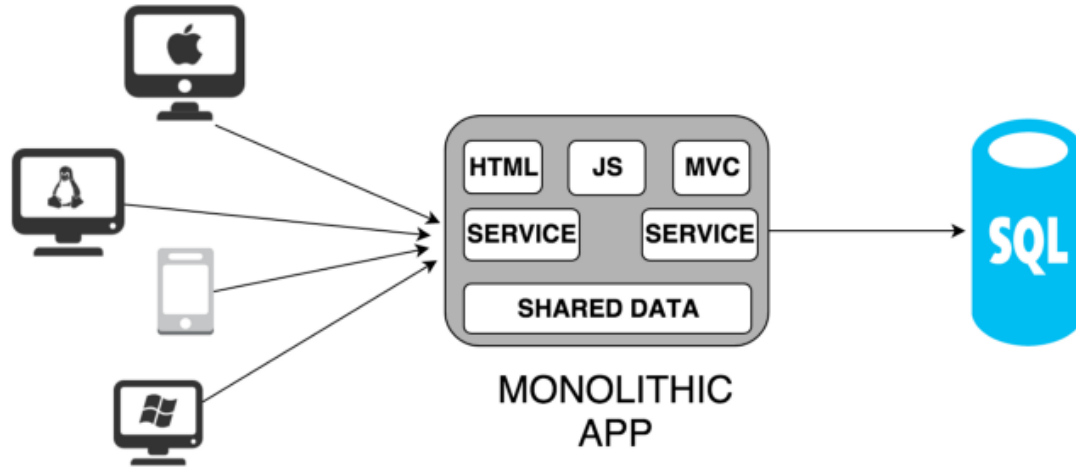 HTML JS MVC
SERVICE SERVICE
SHARED DATA
SQL
MONOLITHIC
APP